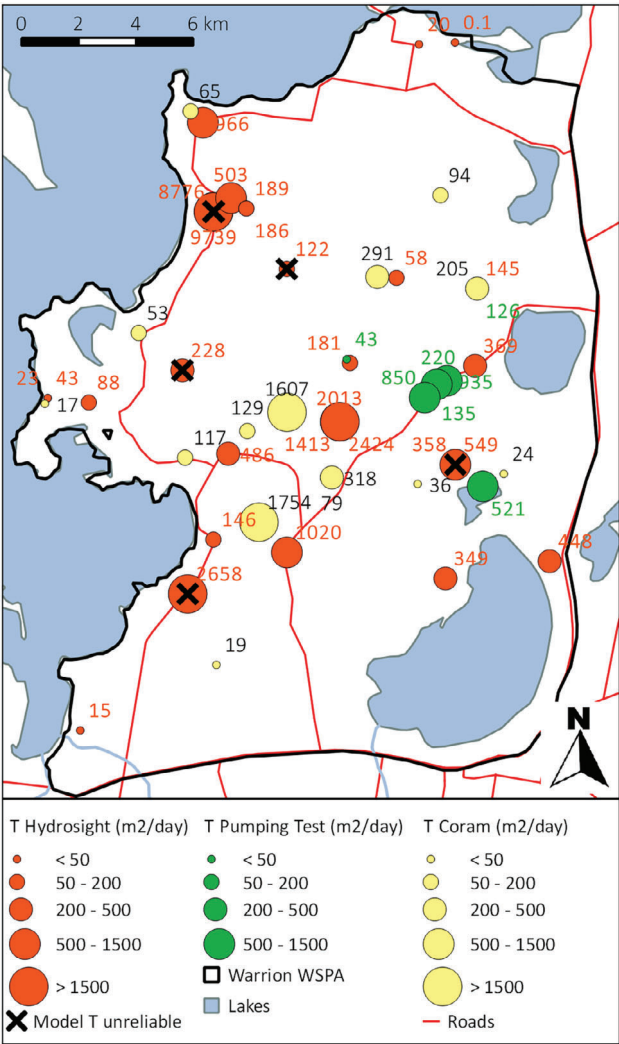 0 2 4 6 km
20 0.1
65
966
503
8776 189
94
9739 186
122
291 58 205 145
53
126
228
181 43
220 369
23 43 88
850 935
17
1607
2013
135
129
117 486 1413 2424 358 549
24
318 36
1754 79 521
146 1020
448
349
2658
19
15
N
T Hydrosight (m2/day) T Pumping Test (m2/day) T Coram (m2/day)
< 50 < 50 < 50
50 - 200 50 - 200 50 - 200
200 - 500 200 - 500 200 - 500
500 - 1500 500 - 1500 500 - 1500
> 1500 Warrion WSPA > 1500
Model T unreliable Lakes Roads